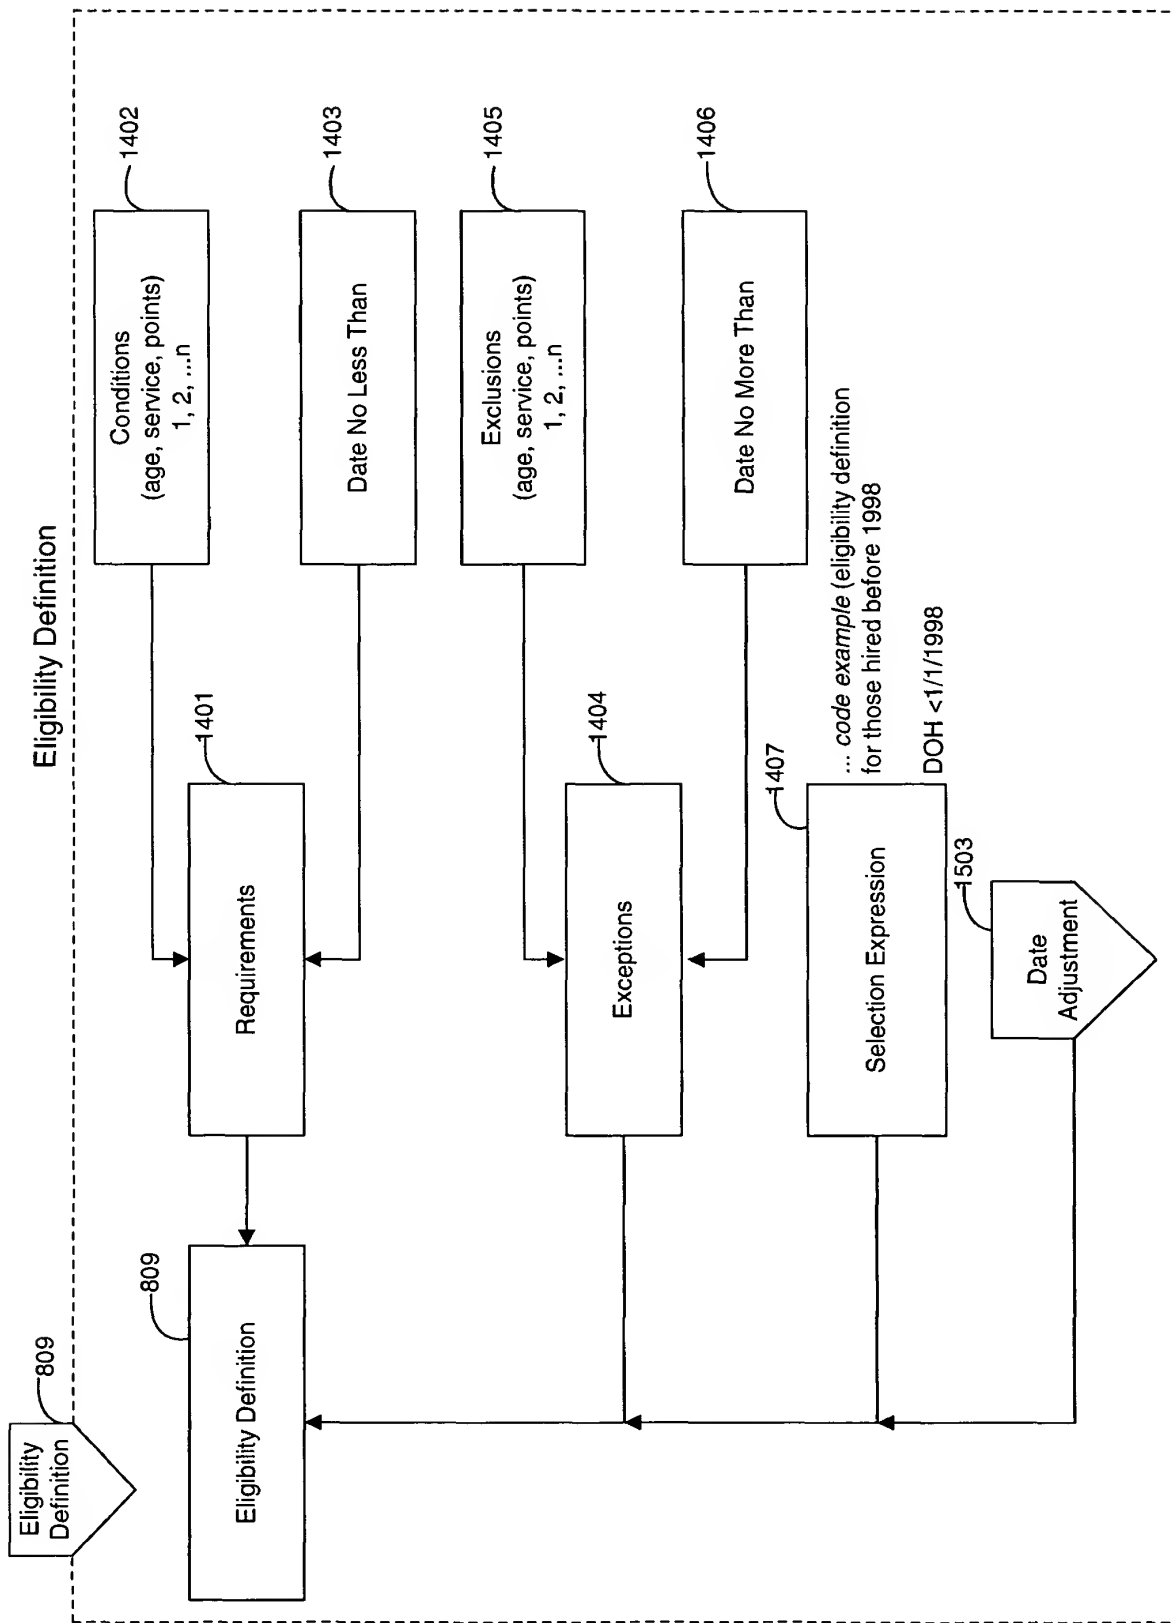 Eligibility Definition
Eligibility
Definition
809
Eligibility Definition
809
Requirements
1401
Conditions
(age, service, points)
1, 2, ...n
1402
Date No Less Than
1403
Exceptions
1404
Exclusions
(age, service, points)
1, 2, ...n
1405
Date No More Than
1406
Selection Expression
1407
... code example (eligibility definition
for those hired before 1998
DOH <1/1/1998
Date
Adjustment
1503